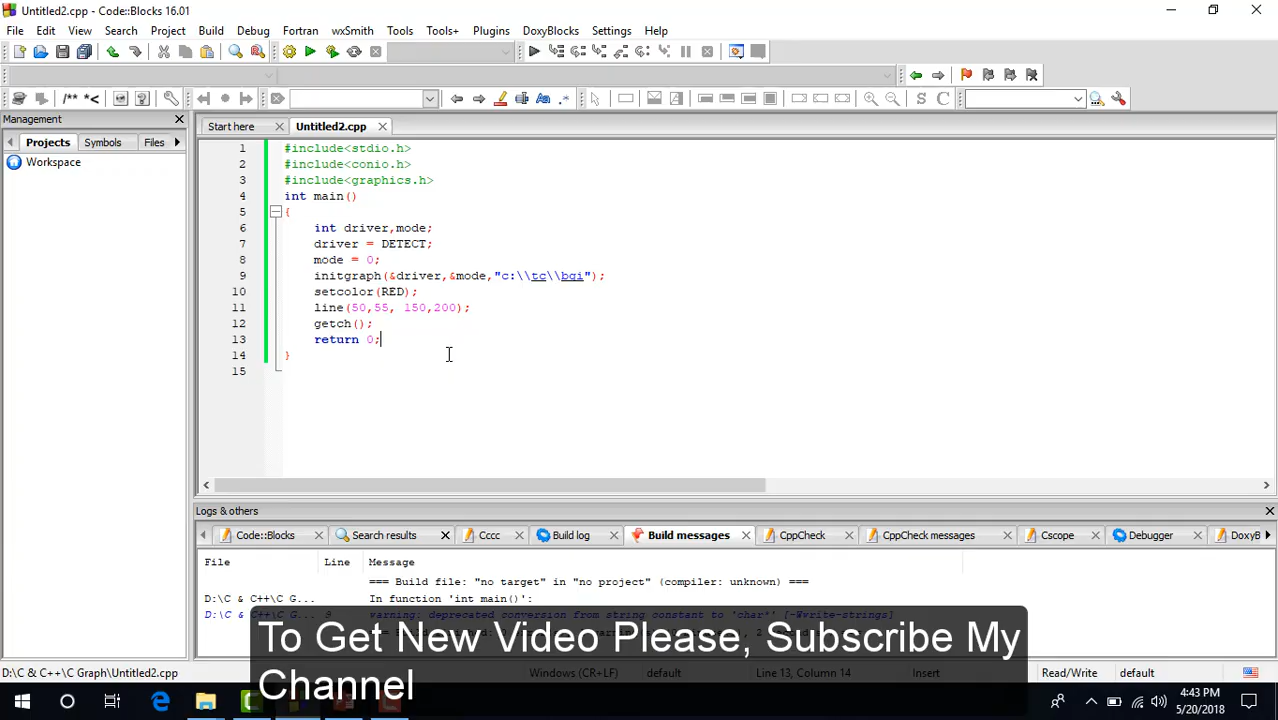 Untitled2.cpp - Code::Blocks 16.01
File Edit View Search Project Build Debug Fortran wxSmith Tools Tools+ Plugins DoxyBlocks Settings Help
/** *<
S C
Management
Projects Symbols Files
Workspace
Start here Untitled2.cpp
1 #include<stdio.h>
2 #include<conio.h>
3 #include<graphics.h>
4 int main()
5 {
6 int driver,mode;
7 driver = DETECT;
8 mode = 0;
9 initgraph(&driver,&mode,"c:\\tc\\bgi");
10 setcolor(RED);
11 line(50,55, 150,200);
12 getch();
13 return 0;
14 }
15
Logs & others
Code::Blocks Search results Cccc Build log Build messages CppCheck CppCheck messages Cscope Debugger DoxyB
File Line Message
=== Build file: "no target" in "no project" (compiler: unknown) ===
D:\C & C++\C G... In function 'int main()':
D:\C & C++\C G... 9 warning: deprecated conversion from string constant to 'char*' [-Wwrite-strings]
To Get New Video Please, Subscribe My
Channel
D:\C & C++\C Graph\Untitled2.cpp Windows (CR+LF) default Line 13, Column 14 Insert Read/Write default
4:43 PM
5/20/2018